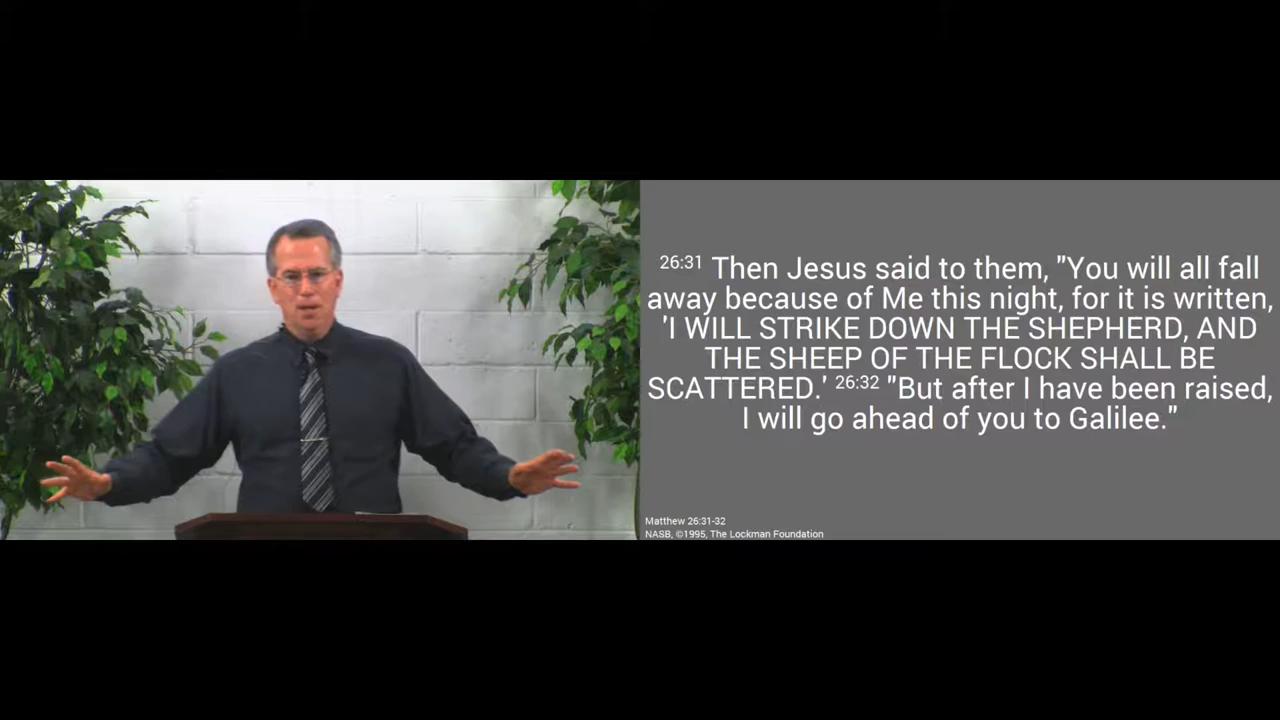 26:31 Then Jesus said to them, "You will all fall
away because of Me this night, for it is written,
'I WILL STRIKE DOWN THE SHEPHERD, AND
THE SHEEP OF THE FLOCK SHALL BE
SCATTERED.' 26:32 "But after I have been raised,
I will go ahead of you to Galilee."
Matthew 26:31-32
NASB, ©1995, The Lockman Foundation